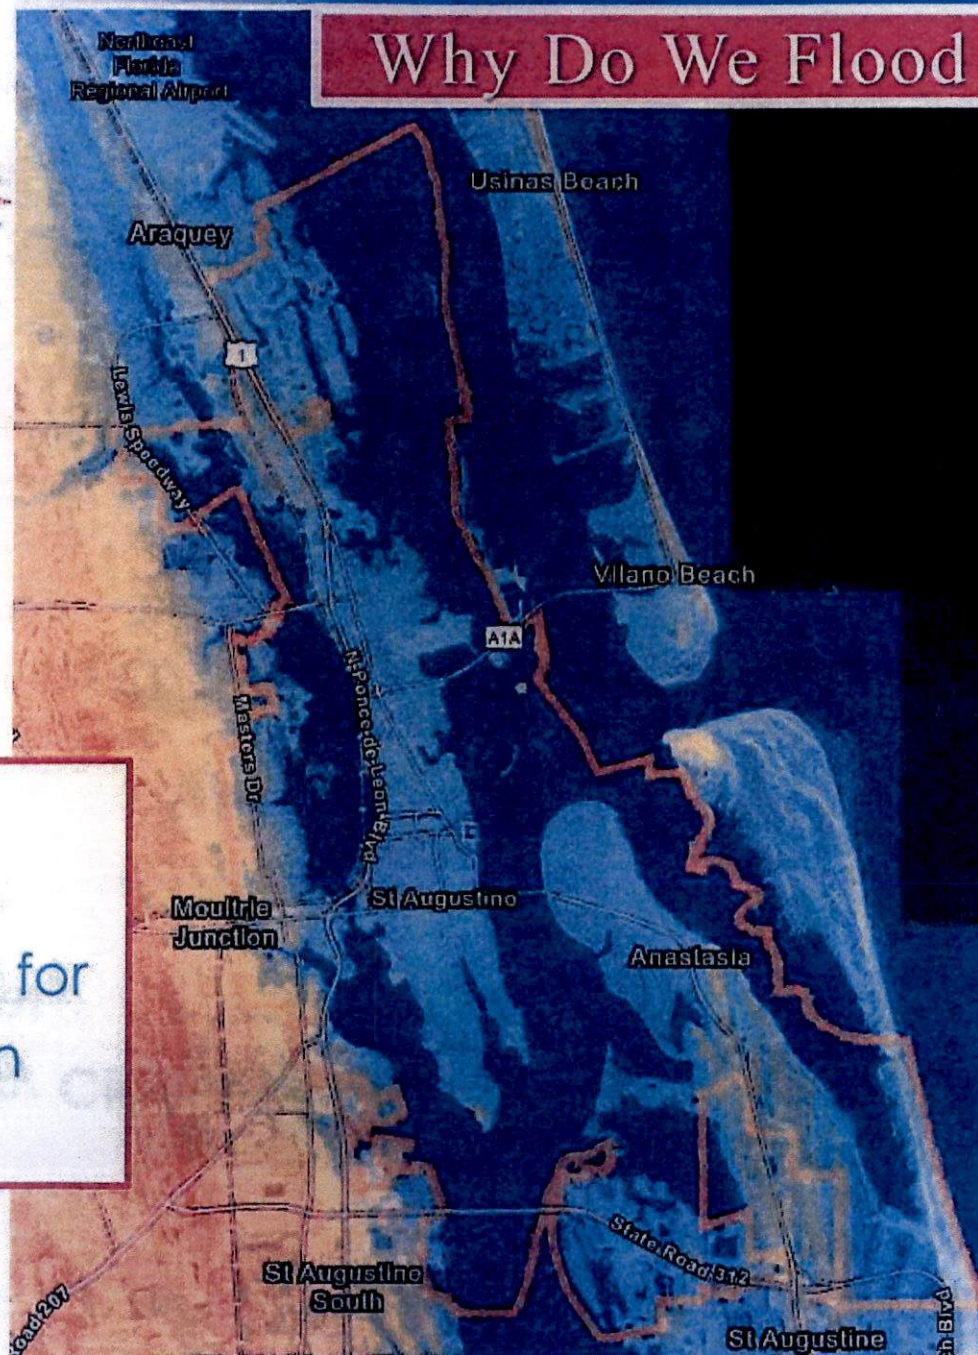 Why Do We Flood
Northeast
Florida
Regional Airport
Usinas Beach
Araquey
1
Lewis Speedway
Vilano Beach
A1A
N Ponce de Leon Blvd
Masters Dr
for
St Augustine
Moultrie
Junction
Anastasia
State Road 312
St Augustine
South
St Augustine